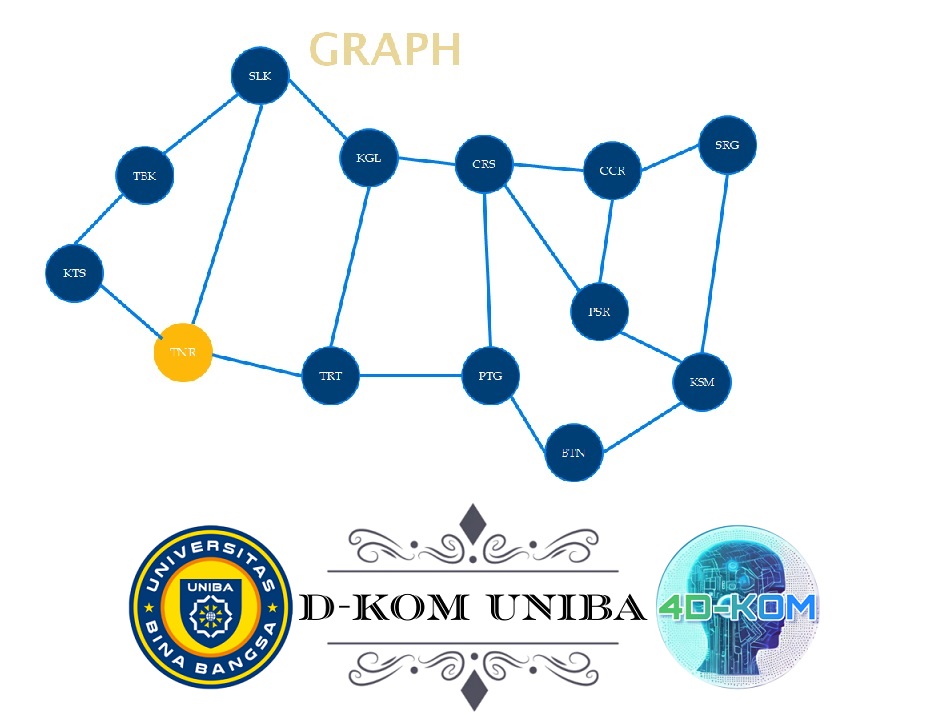 GRAPH
SLK
SRG
KGL
CRS
CCR
TBK
KTS
PSR
TNR
TRT
PTG
KSM
BTN
UNIVERSITAS
UNIBA
BINA BANGSA
D-KOM UNIBA
4D-KOM